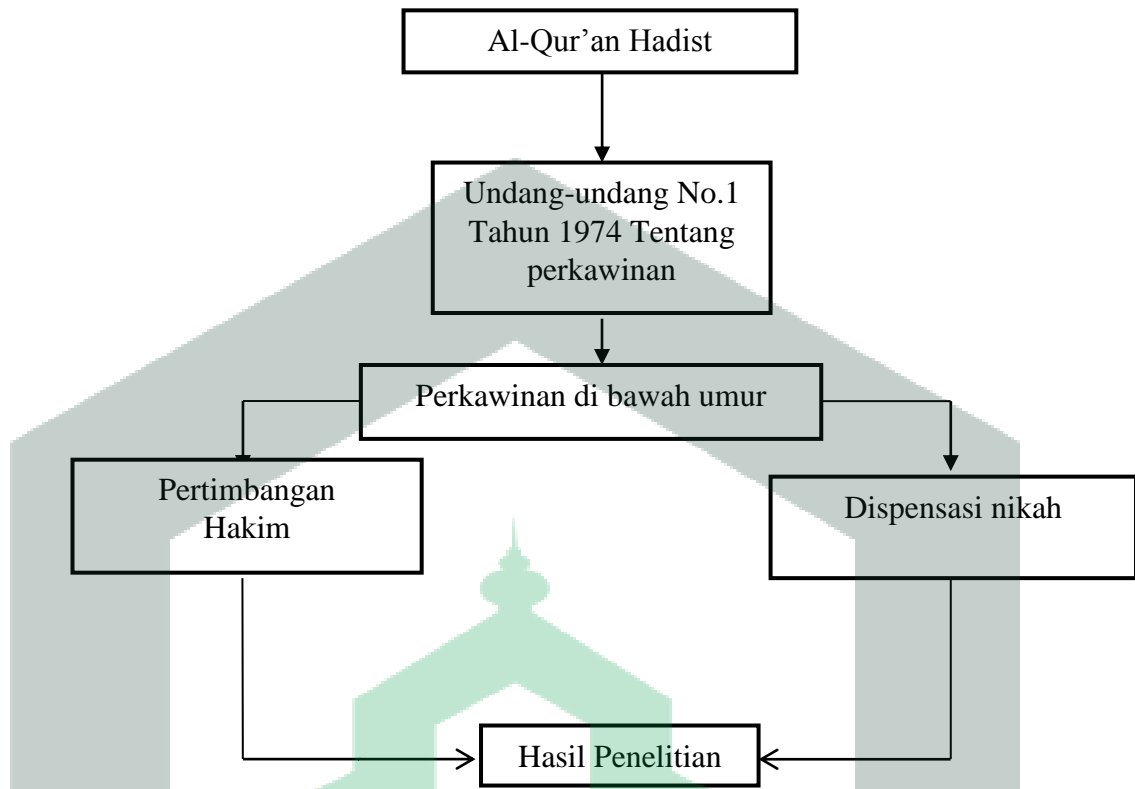 Al-Qur’an Hadist
Undang-undang No.1
Tahun 1974 Tentang
perkawinan
Perkawinan di bawah umur
Pertimbangan
Hakim
Dispensasi nikah
Hasil Penelitian